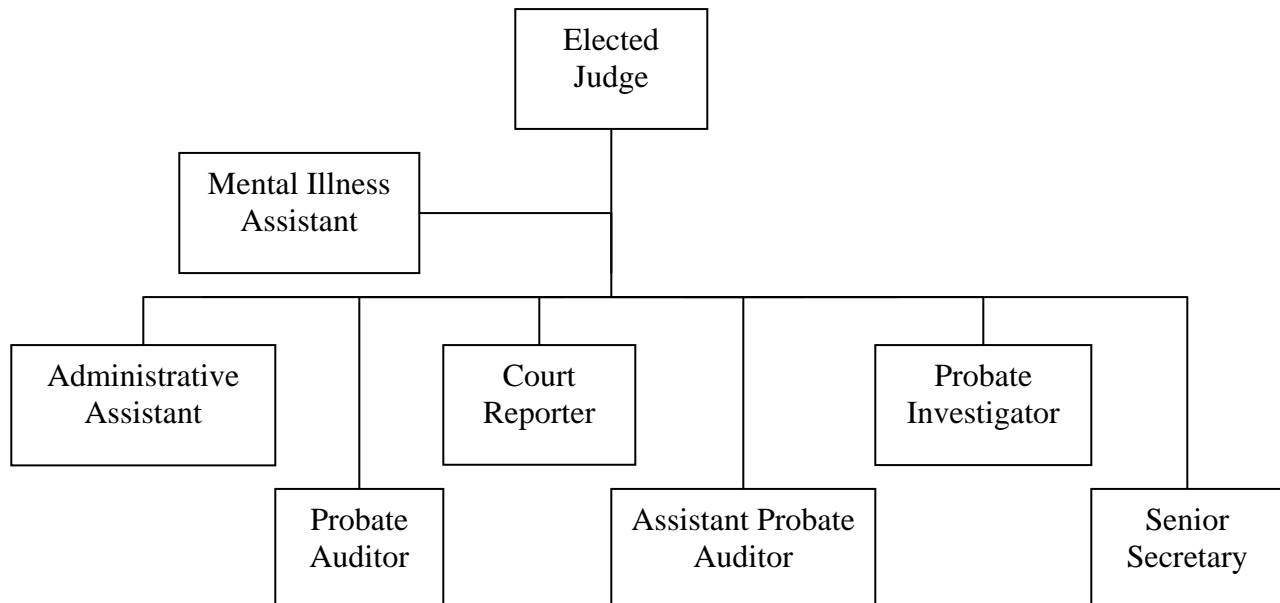 Elected
Judge
Mental Illness
Assistant
Administrative
Assistant
Court
Reporter
Probate
Investigator
Probate
Auditor
Assistant Probate
Auditor
Senior
Secretary